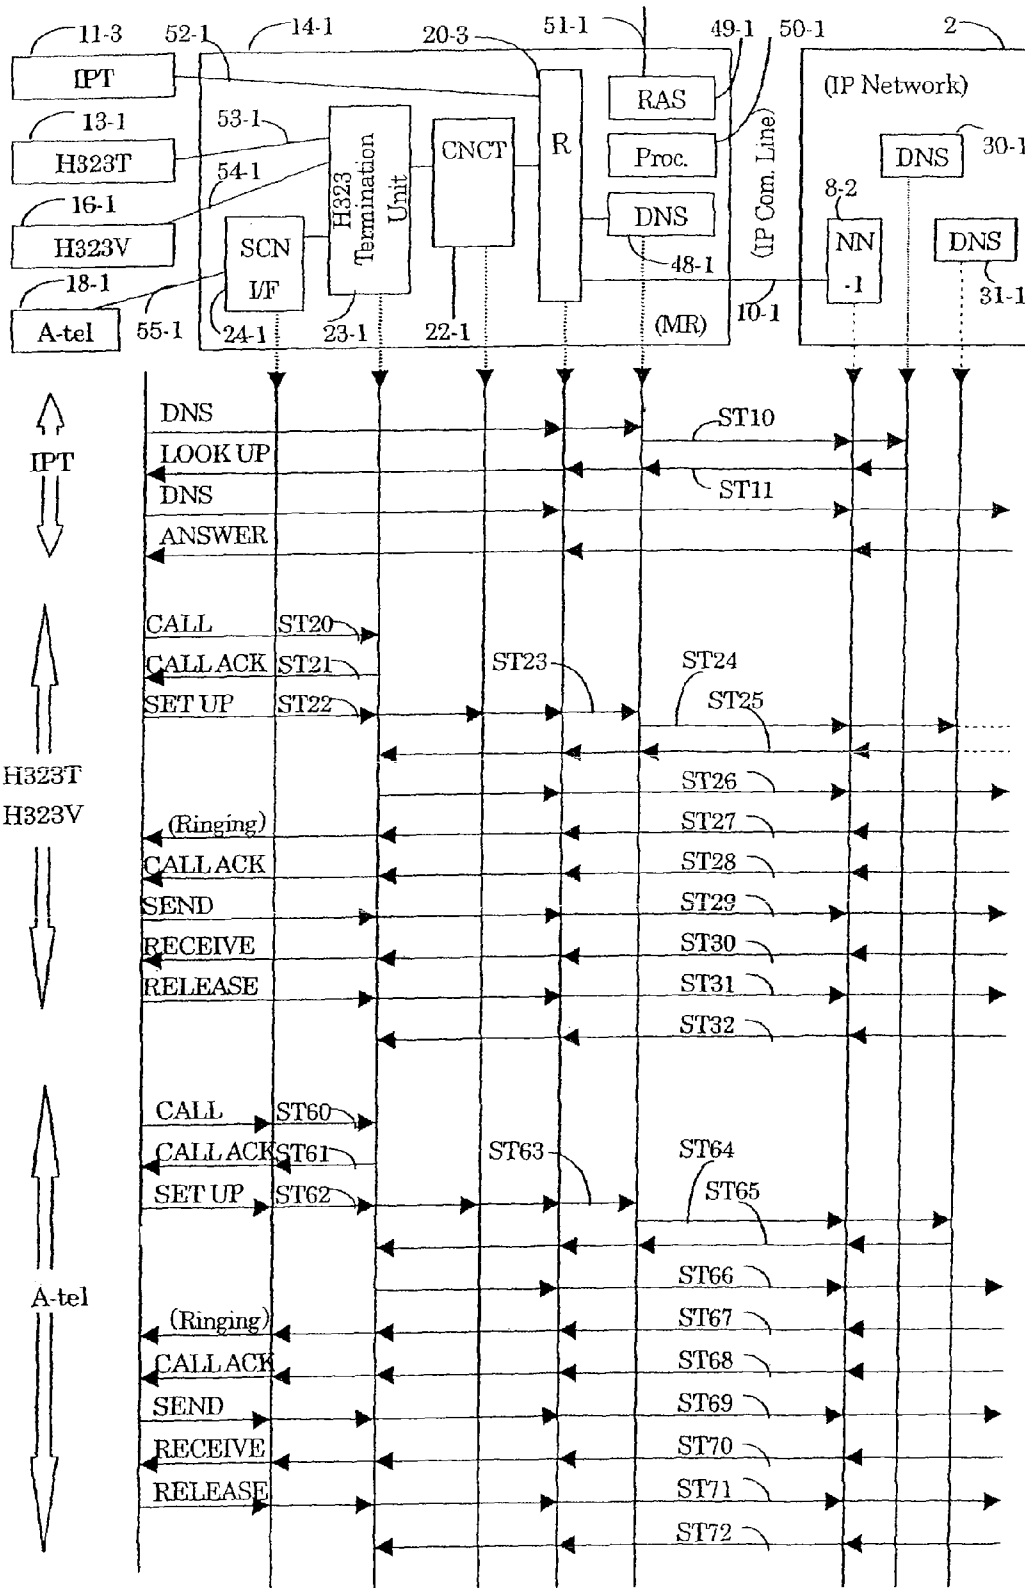 11-3
52-1
14-1
20-3
51-1
49-1
50-1
2
IPT
RAS
(IP Network)
13-1
53-1
H323T
CNCT
R
Proc.
(IP Com. Line)
30-1
DNS
H323 Termination Unit
54-1
16-1
8-2
H323V
SCN I/F
DNS
NN -1
DNS
18-1
48-1
31-1
A-tel
55-1
24-1
23-1
22-1
(MR)
10-1
DNS
ST10
LOOK UP
IPT
ST11
DNS
ANSWER
CALL
ST20
CALL ACK
ST21
ST23
ST24
SET UP
ST22
ST25
H323T
ST26
H323V
(Ringing)
ST27
CALL ACK
ST28
SEND
ST29
RECEIVE
ST30
RELEASE
ST31
ST32
CALL
ST60
CALL ACK
ST61
ST63
ST64
SET UP
ST62
ST65
A-tel
ST66
(Ringing)
ST67
CALL ACK
ST68
SEND
ST69
RECEIVE
ST70
RELEASE
ST71
ST72